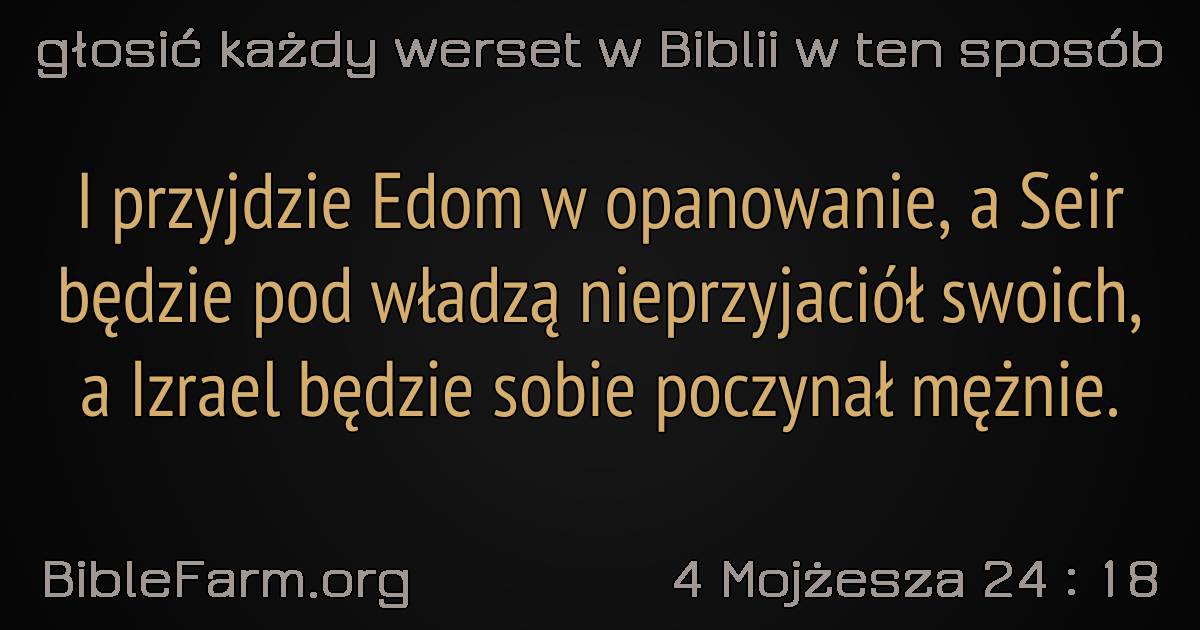 głosić każdy werset w Biblii w ten sposób
I przyjdzie Edom w opanowanie, a Seir
będzie pod władzą nieprzyjaciół swoich,
a Izrael będzie sobie poczynał mężnie.
BibleFarm.org
4 Mojżesza 24 : 18